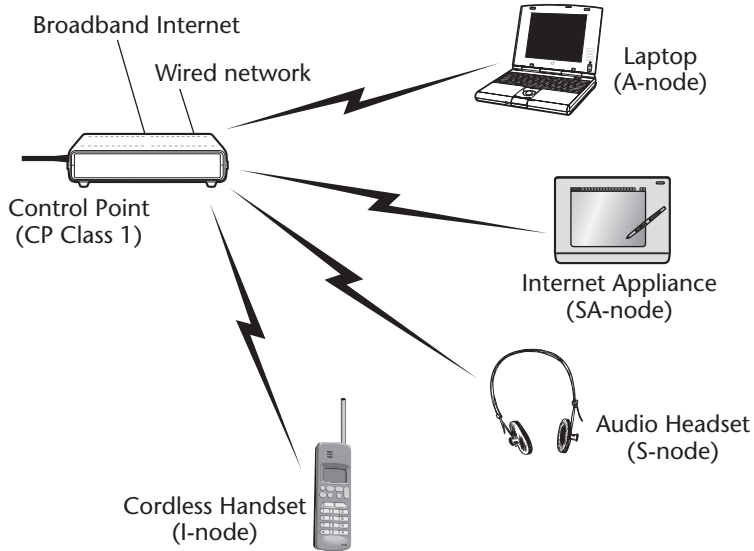 Broadband Internet
Wired network
Laptop
(A-node)
Control Point
(CP Class 1)
Internet Appliance
(SA-node)
Audio Headset
(S-node)
Cordless Handset
(I-node)